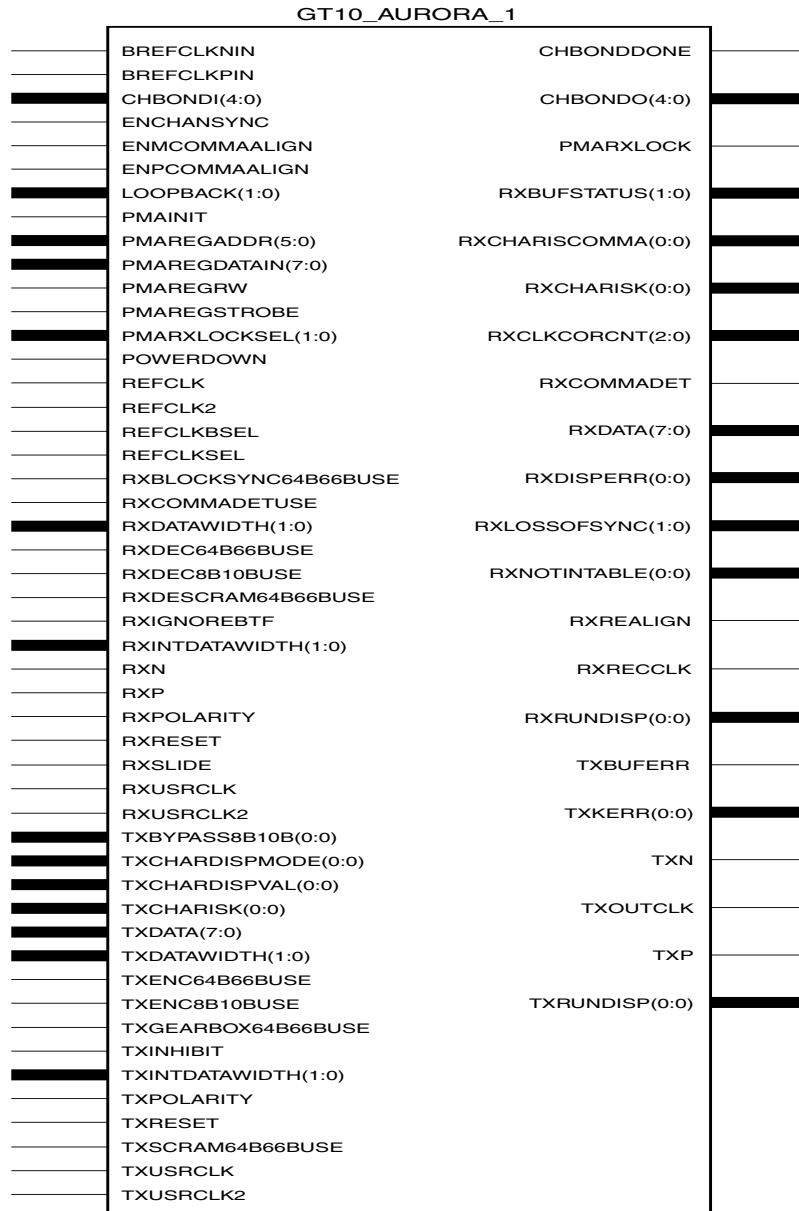 GT10_AURORA_1
BREFCLKNIN
BREFCLKPIN
CHBONDI(4:0)
ENCHANSYNC
ENMCOMMAALIGN
ENPCOMMAALIGN
LOOPBACK(1:0)
PMAINIT
PMAREGADDR(5:0)
PMAREGDATAIN(7:0)
PMAREGRW
PMAREGSTROBE
PMARXLOCKSEL(1:0)
POWERDOWN
REFCLK
REFCLK2
REFCLKBSEL
REFCLKSEL
RXBLOCKSYNC64B66BUSE
RXCOMMADETUSE
RXDATAWIDTH(1:0)
RXDEC64B66BUSE
RXDEC8B10BUSE
RXDESCRAM64B66BUSE
RXIGNOREBTF
RXINTDATAWIDTH(1:0)
RXN
RXP
RXPOLARITY
RXRESET
RXSLIDE
RXUSRCLK
RXUSRCLK2
TXBYPASS8B10B(0:0)
TXCHARDISPMODE(0:0)
TXCHARDISPVAL(0:0)
TXCHARISK(0:0)
TXDATA(7:0)
TXDATAWIDTH(1:0)
TXENC64B66BUSE
TXENC8B10BUSE
TXGEARBOX64B66BUSE
TXINHIBIT
TXINTDATAWIDTH(1:0)
TXPOLARITY
TXRESET
TXSCRAM64B66BUSE
TXUSRCLK
TXUSRCLK2
CHBONDDONE
CHBONDO(4:0)
PMARXLOCK
RXBUFSTATUS(1:0)
RXCHARISCOMMA(0:0)
RXCHARISK(0:0)
RXCLKCORCNT(2:0)
RXCOMMADET
RXDATA(7:0)
RXDISPERR(0:0)
RXLOSSOFSYNC(1:0)
RXNOTINTABLE(0:0)
RXREALIGN
RXRECCLK
RXRUNDISP(0:0)
TXBUFERR
TXKERR(0:0)
TXN
TXOUTCLK
TXP
TXRUNDISP(0:0)